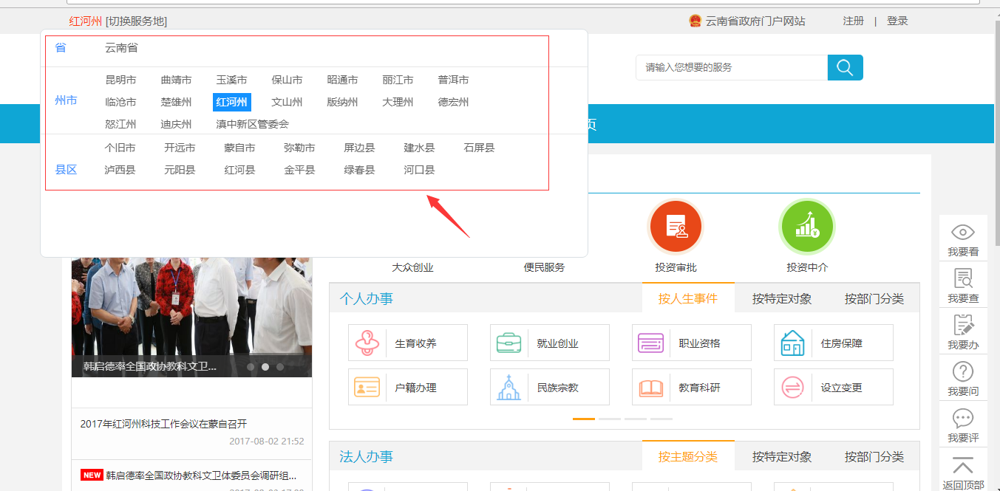 红河州 [切换服务地]
云南省政府门户网站 注册 | 登录
省 云南省
请输入您想要的服务
州市
昆明市 曲靖市 玉溪市 保山市 昭通市 丽江市 普洱市
临沧市 楚雄州 红河州 文山州 版纳州 大理州 德宏州
怒江州 迪庆州 滇中新区管委会
页
县区
个旧市 开远市 蒙自市 弥勒市 屏边县 建水县 石屏县
泸西县 元阳县 红河县 金平县 绿春县 河口县
大众创业 便民服务 投资审批 投资中介
个人办事 按人生事件 按特定对象 按部门分类
生育收养 就业创业 职业资格 住房保障
户籍办理 民族宗教 教育科研 设立变更
韩启德率全国政协教科文卫...
2017年红河州科技工作会议在蒙自召开
2017-08-02 21:52
NEW 韩启德率全国政协教科文卫体委员会调研组...
法人办事 按主题分类 按特定对象 按部门分类
我要看
我要查
我要办
我要问
我要评
返回顶部